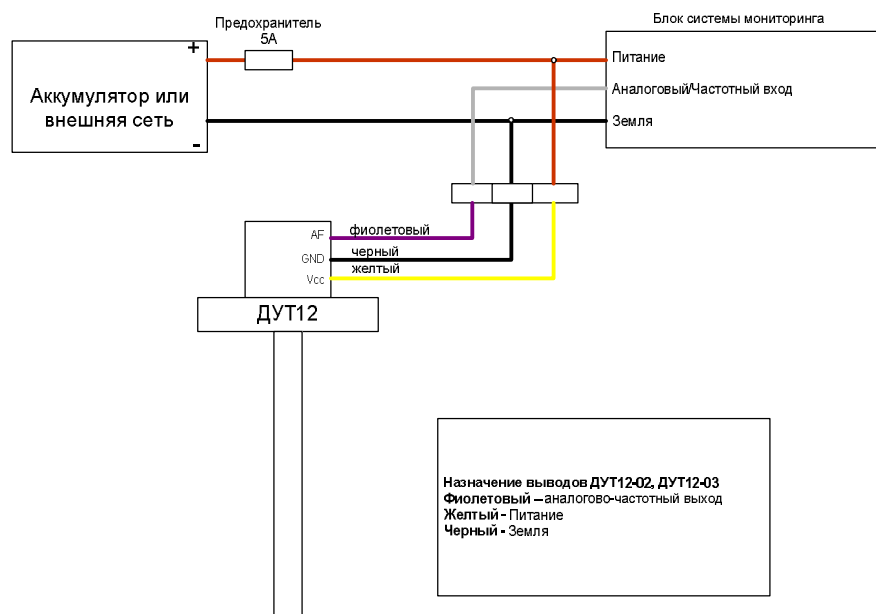 Предохранитель
5А
Блок системы мониторинга
+
Аккумулятор или
внешняя сеть
-
Питание
Аналоговый/Частотный вход
Земля
AF
фиолетовый
GND
черный
Vcc
желтый
ДУТ12
Назначение выводов ДУТ12-02, ДУТ12-03
Фиолетовый – аналогово-частотный выход
Желтый - Питание
Черный - Земля